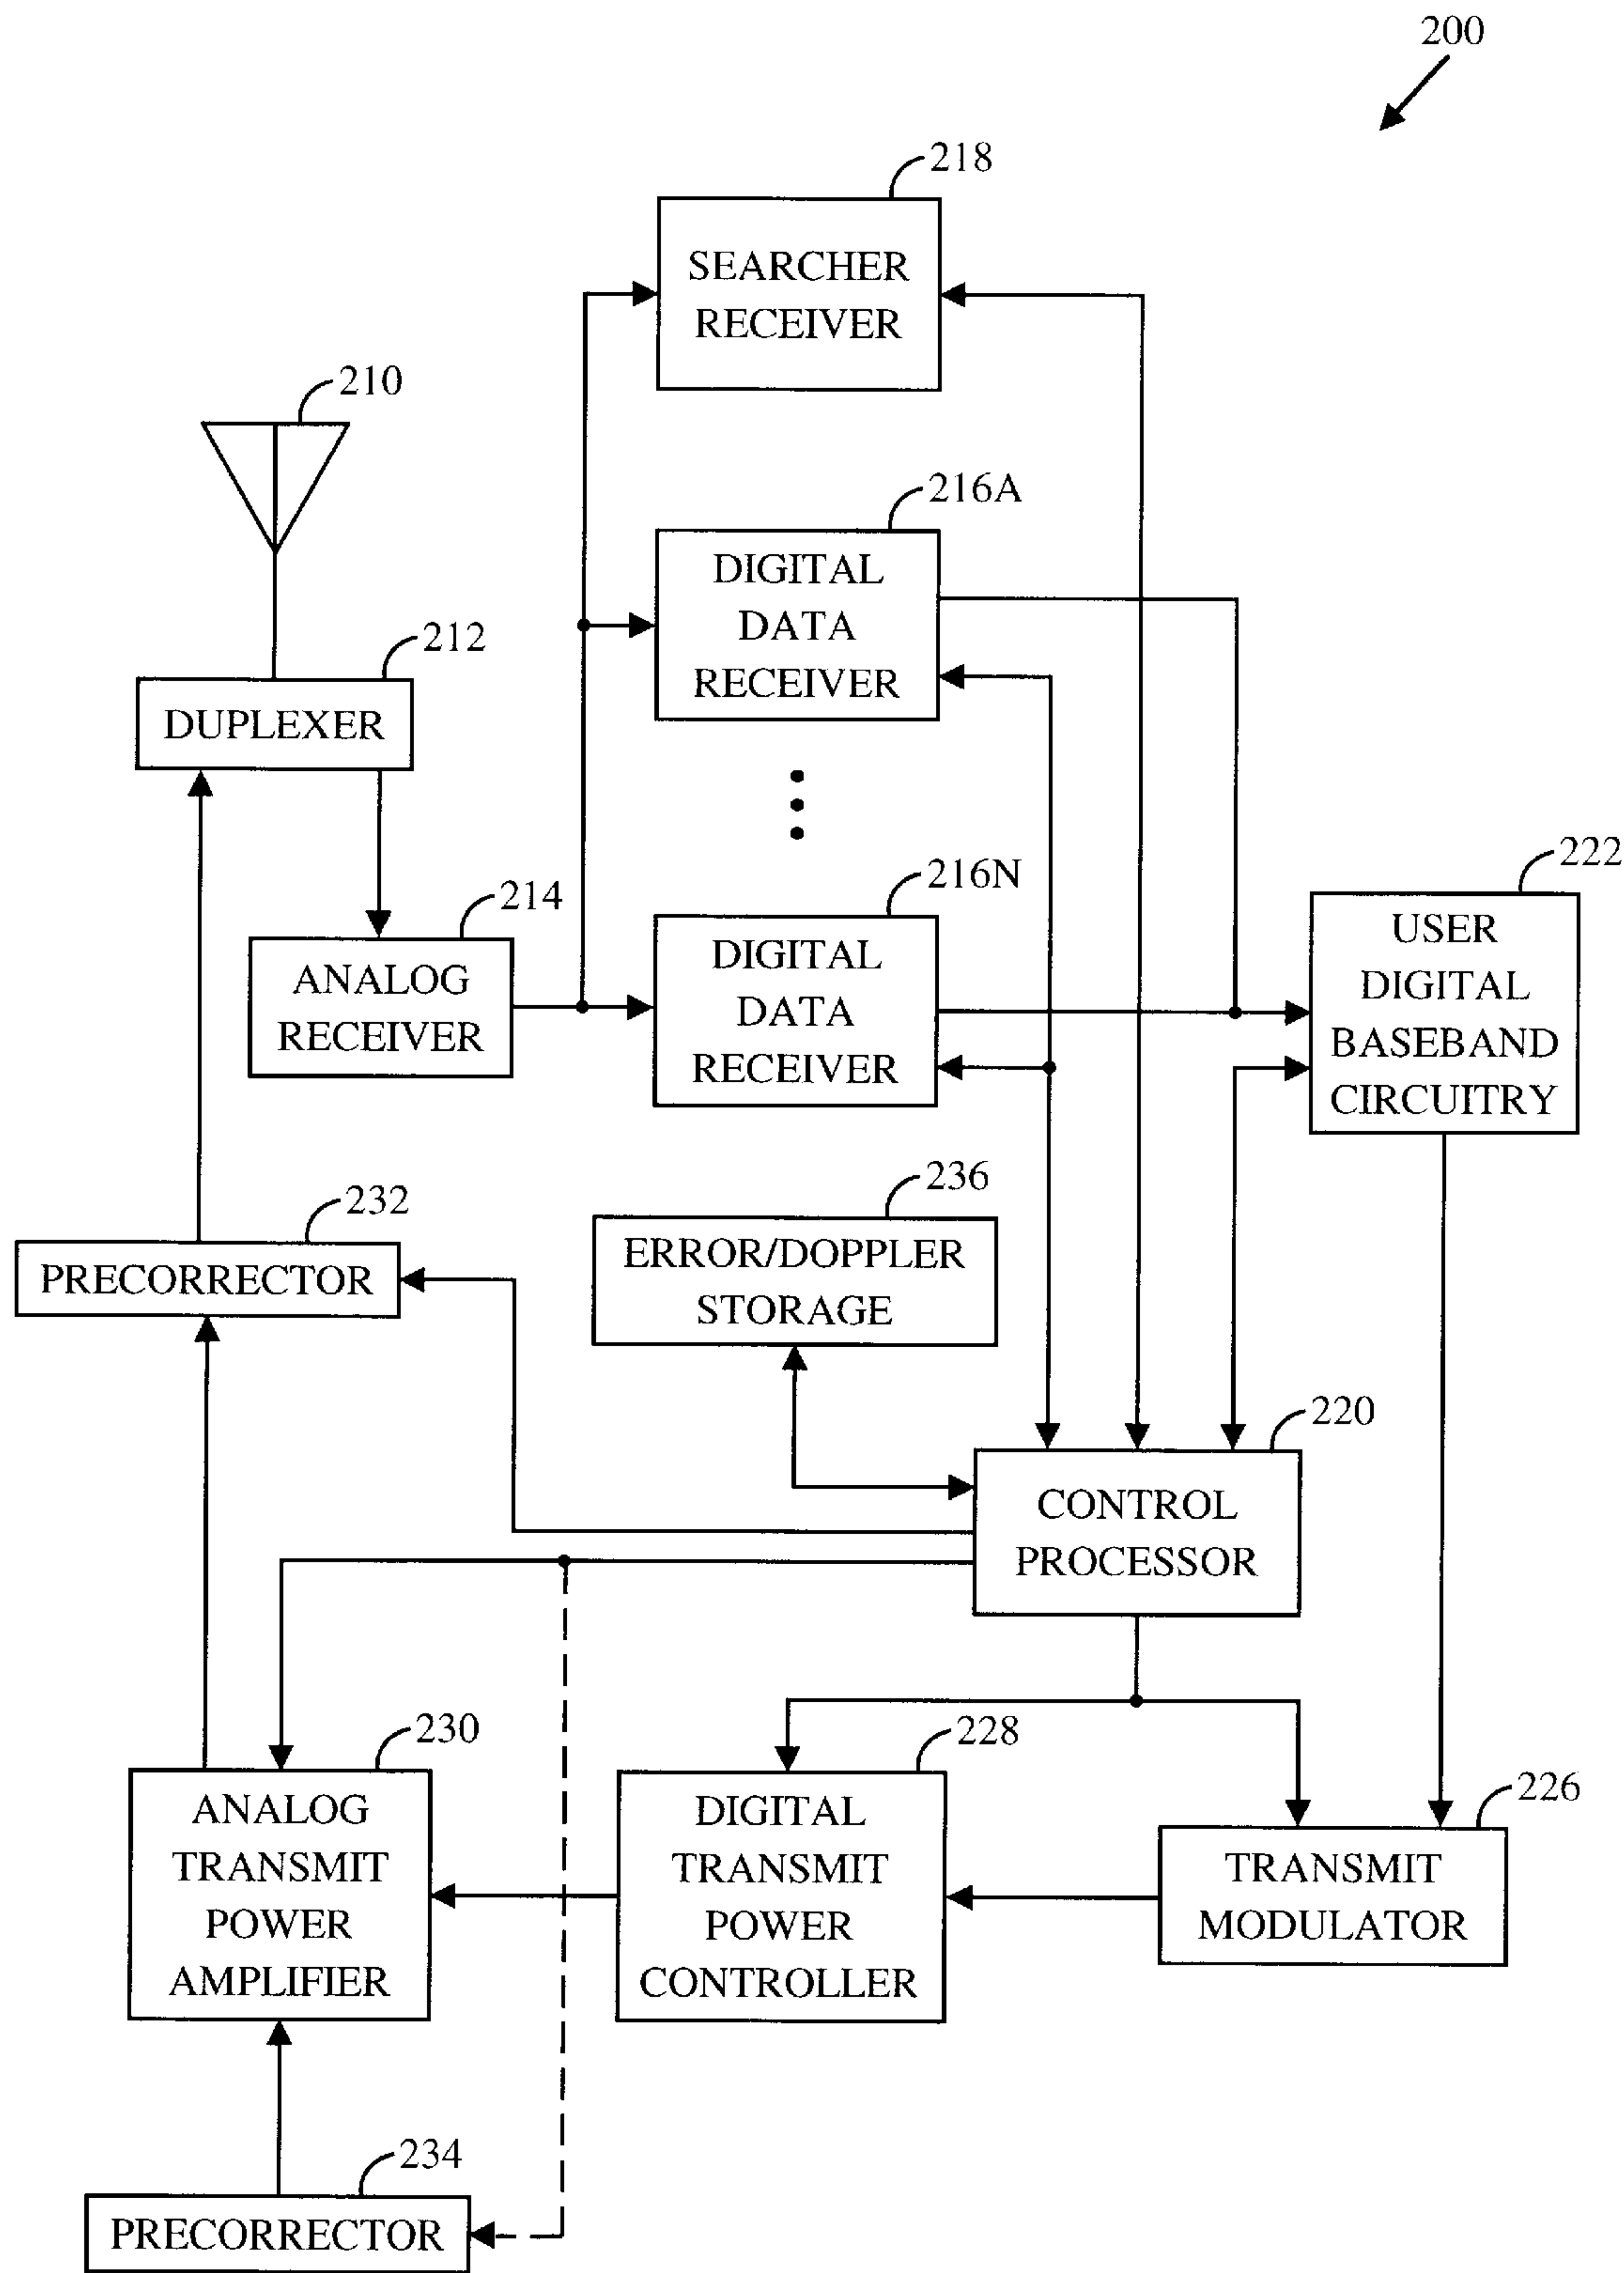 200
218
SEARCHER
RECEIVER
210
216A
DIGITAL
DATA
RECEIVER
212
DUPLEXER
216N
DIGITAL
DATA
RECEIVER
214
ANALOG
RECEIVER
222
USER
DIGITAL
BASEBAND
CIRCUITRY
232
PRECORRECTOR
236
ERROR/DOPPLER
STORAGE
220
CONTROL
PROCESSOR
230
ANALOG
TRANSMIT
POWER
AMPLIFIER
228
DIGITAL
TRANSMIT
POWER
CONTROLLER
226
TRANSMIT
MODULATOR
234
PRECORRECTOR